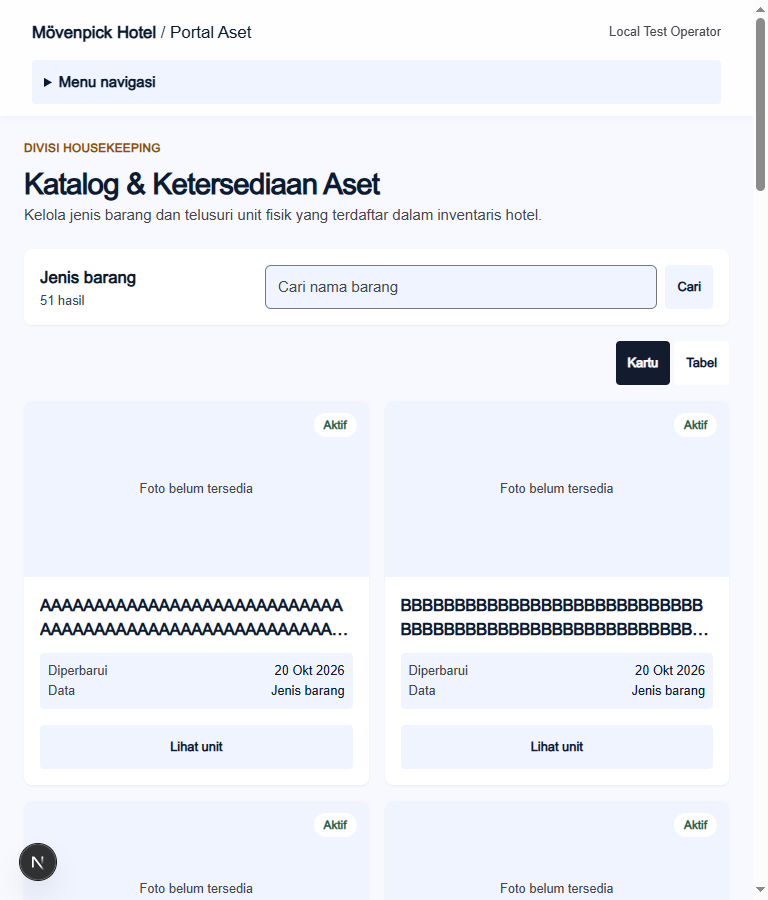 Mövenpick Hotel / Portal Aset
Local Test Operator
Menu navigasi
DIVISI HOUSEKEEPING
Katalog & Ketersediaan Aset
Kelola jenis barang dan telusuri unit fisik yang terdaftar dalam inventaris hotel.
Jenis barang
51 hasil
Cari nama barang
Cari
Kartu
Tabel
Aktif
Foto belum tersedia
AAAAAAAAAAAAAAAAAAAAAAAAAAAA
AAAAAAAAAAAAAAAAAAAAAAAAAAA…
Diperbarui 20 Okt 2026
Data Jenis barang
Lihat unit
Aktif
Foto belum tersedia
BBBBBBBBBBBBBBBBBBBBBBBBBBBB
BBBBBBBBBBBBBBBBBBBBBBBBBBB…
Diperbarui 20 Okt 2026
Data Jenis barang
Lihat unit
Aktif
Foto belum tersedia
Aktif
Foto belum tersedia
N